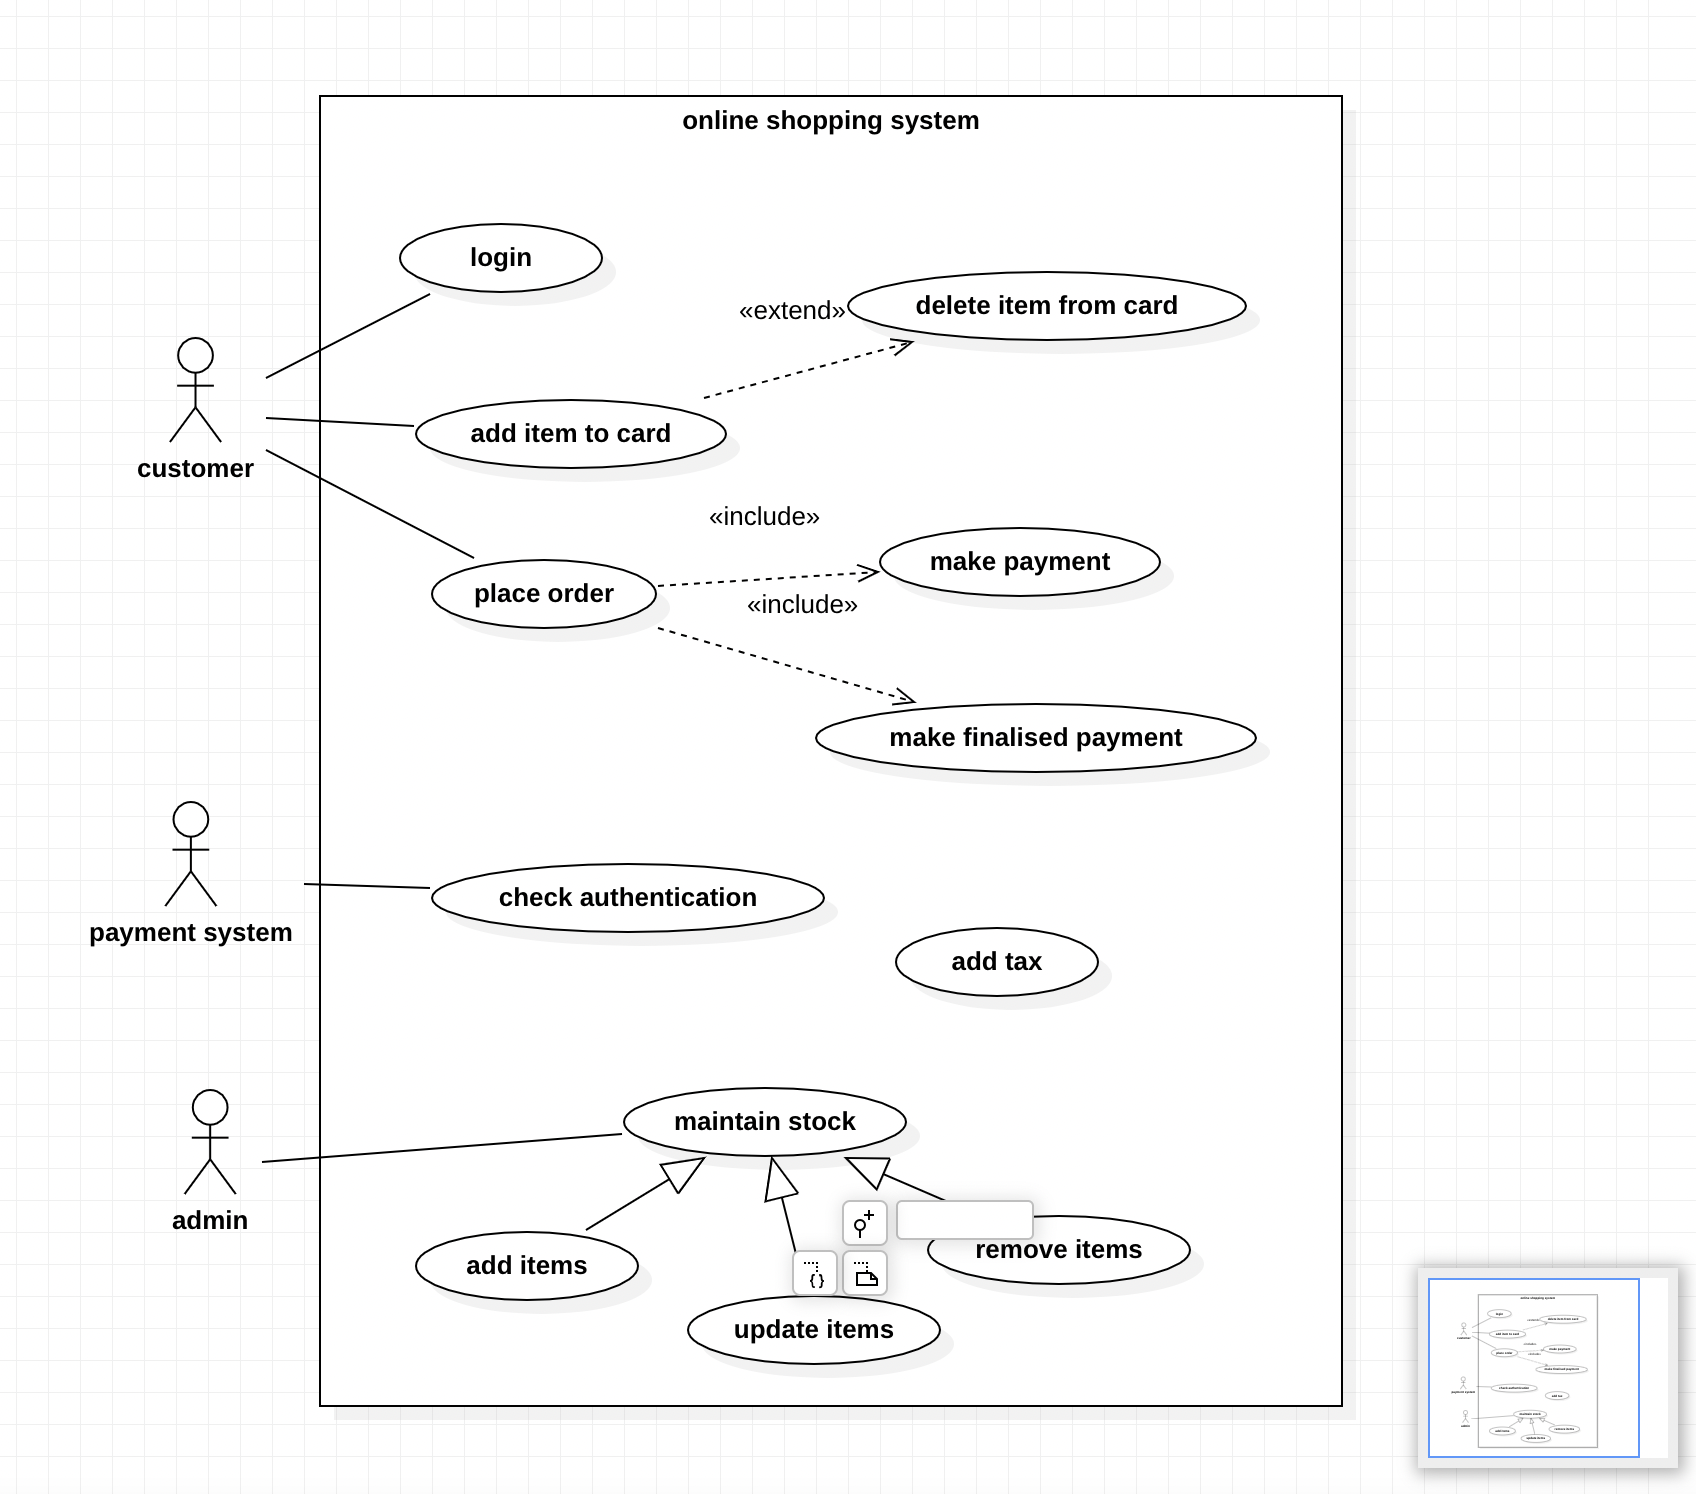 online shopping system
login
«extend»
delete item from card
customer
add item to card
«include»
make payment
place order
«include»
make finalised payment
payment system
check authentication
add tax
maintain stock
admin
add items
remove items
update items